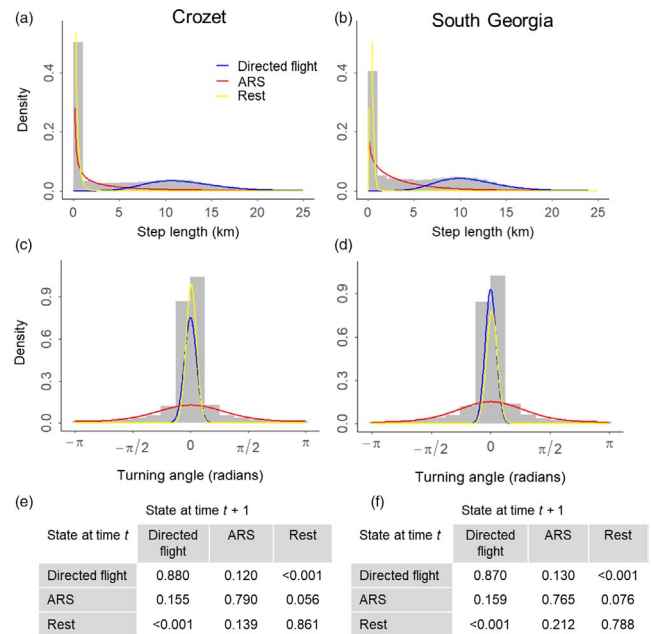 Crozet
South Georgia
(a)
(b)
Density
0.4
0.2
0.0
Directed flight
ARS
Rest
0 5 10 15 20 25
Step length (km)
0.4
0.2
0.0
0 5 10 15 20 25
Step length (km)
(c)
(d)
Density
0.9
0.6
0.3
0.0
−π −π/2 0 π/2 π
Turning angle (radians)
0.9
0.6
0.3
0.0
−π −π/2 0 π/2 π
Turning angle (radians)
(e)
State at time t + 1
State at time t Directed flight ARS Rest
Directed flight 0.880 0.120 <0.001
ARS 0.155 0.790 0.056
Rest <0.001 0.139 0.861
(f)
State at time t + 1
State at time t Directed flight ARS Rest
Directed flight 0.870 0.130 <0.001
ARS 0.159 0.765 0.076
Rest <0.001 0.212 0.788